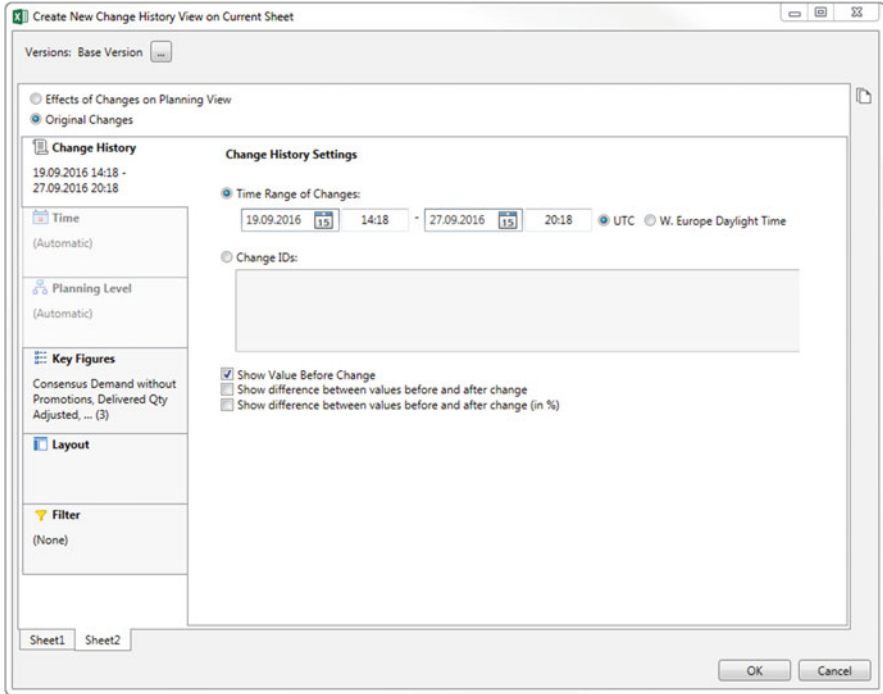 Create New Change History View on Current Sheet
Versions: Base Version ...
Effects of Changes on Planning View
Original Changes
Change History
19.09.2016 14:18 -
27.09.2016 20:18
Time
(Automatic)
Planning Level
(Automatic)
Key Figures
Consensus Demand without
Promotions, Delivered Qty
Adjusted, ... (3)
Layout
Filter
(None)
Change History Settings
Time Range of Changes:
19.09.2016 15 14:18 - 27.09.2016 15 20:18 UTC W. Europe Daylight Time
Change IDs:
Show Value Before Change
Show difference between values before and after change
Show difference between values before and after change (in %)
Sheet1 Sheet2
OK Cancel